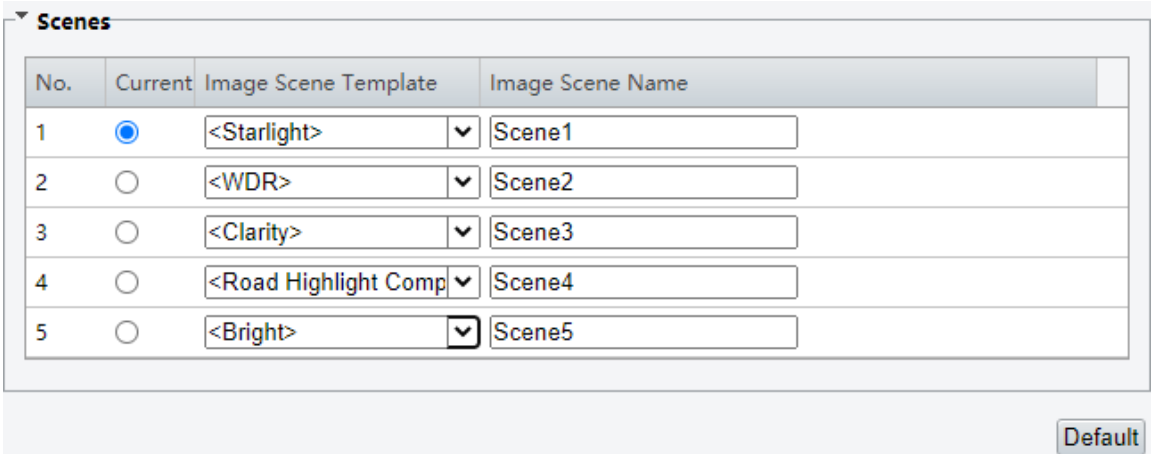 Scenes
No. Current Image Scene Template Image Scene Name
1 <Starlight> Scene1
2 <WDR> Scene2
3 <Clarity> Scene3
4 <Road Highlight Comp Scene4
5 <Bright> Scene5
Default